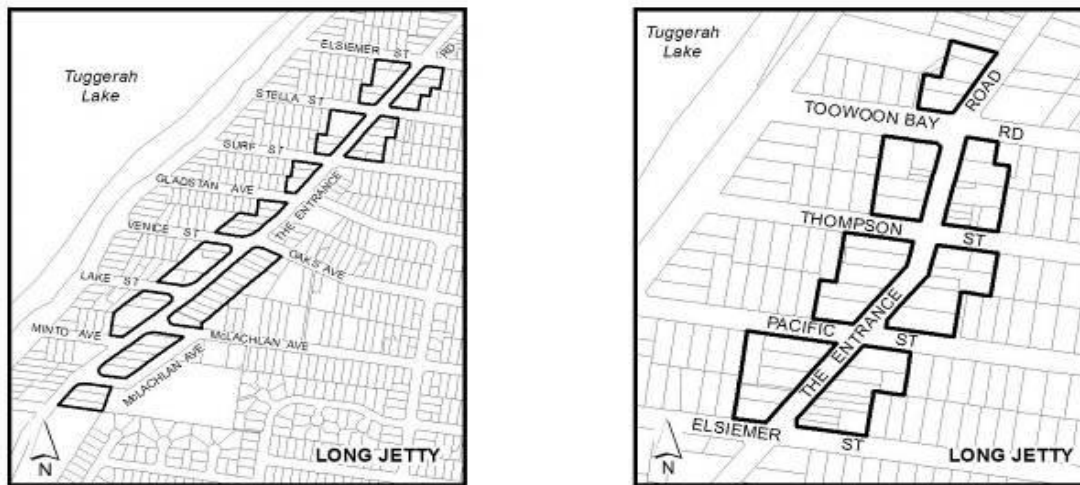 ELSIEMER ST
RD
Tuggerah
Lake
STELLA ST
SURF ST
GLADSTAN AVE
THE ENTRANCE
VENICE ST
OAKS AVE
LAKE ST
MINTO AVE
McLACHLAN AVE
McLACHLAN AVE
N
LONG JETTY
Tuggerah
Lake
ROAD
TOOWOON BAY
RD
THOMPSON
ST
THE ENTRANCE
PACIFIC
ST
ELSIEMER
ST
N
LONG JETTY